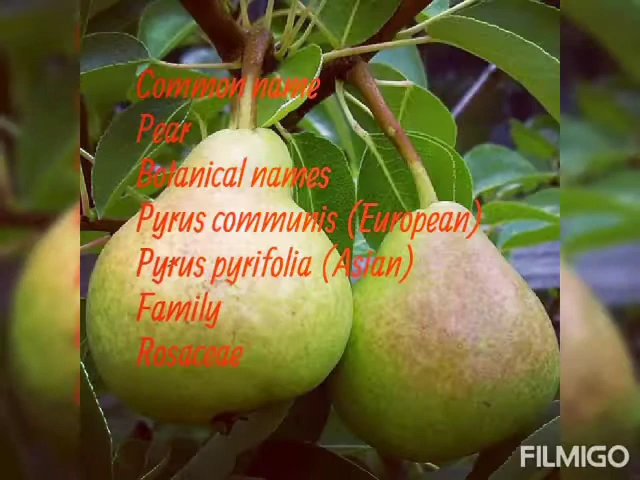 Common name
Pear
Botanical names
Pyrus communis (European)
Pyrus pyrifolia (Asian)
Family
Rosaceae
FILMIGO